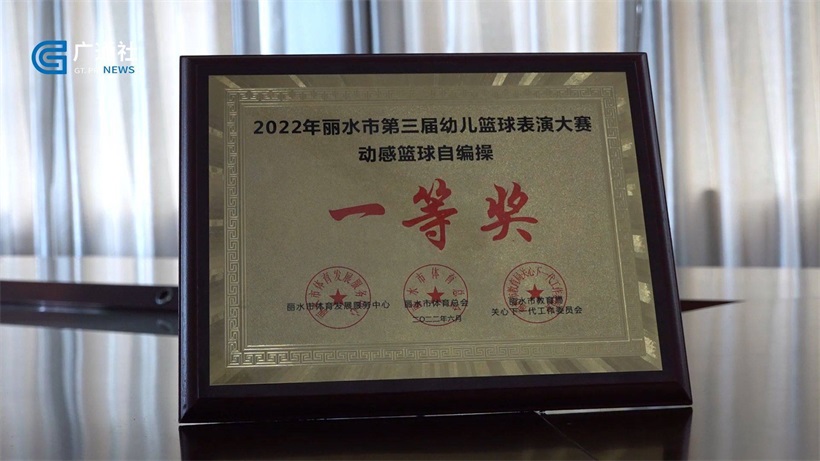 广播社
NEWS
2022年丽水市第三届幼儿篮球表演大赛
动感篮球自编操
一等奖
丽水市体育发展服务中心
丽水市体育总会
丽水市教育局
二〇二二年六月
关心下一代工作委员会